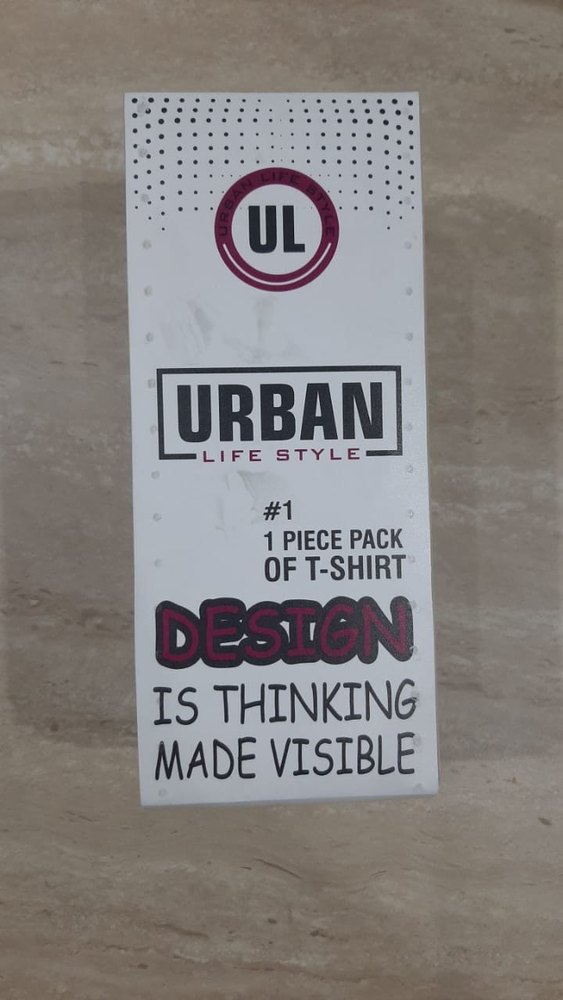 URBAN LIFE STYLE
UL
URBAN
LIFE STYLE
#1
1 PIECE PACK
OF T-SHIRT
DESIGN
IS THINKING
MADE VISIBLE